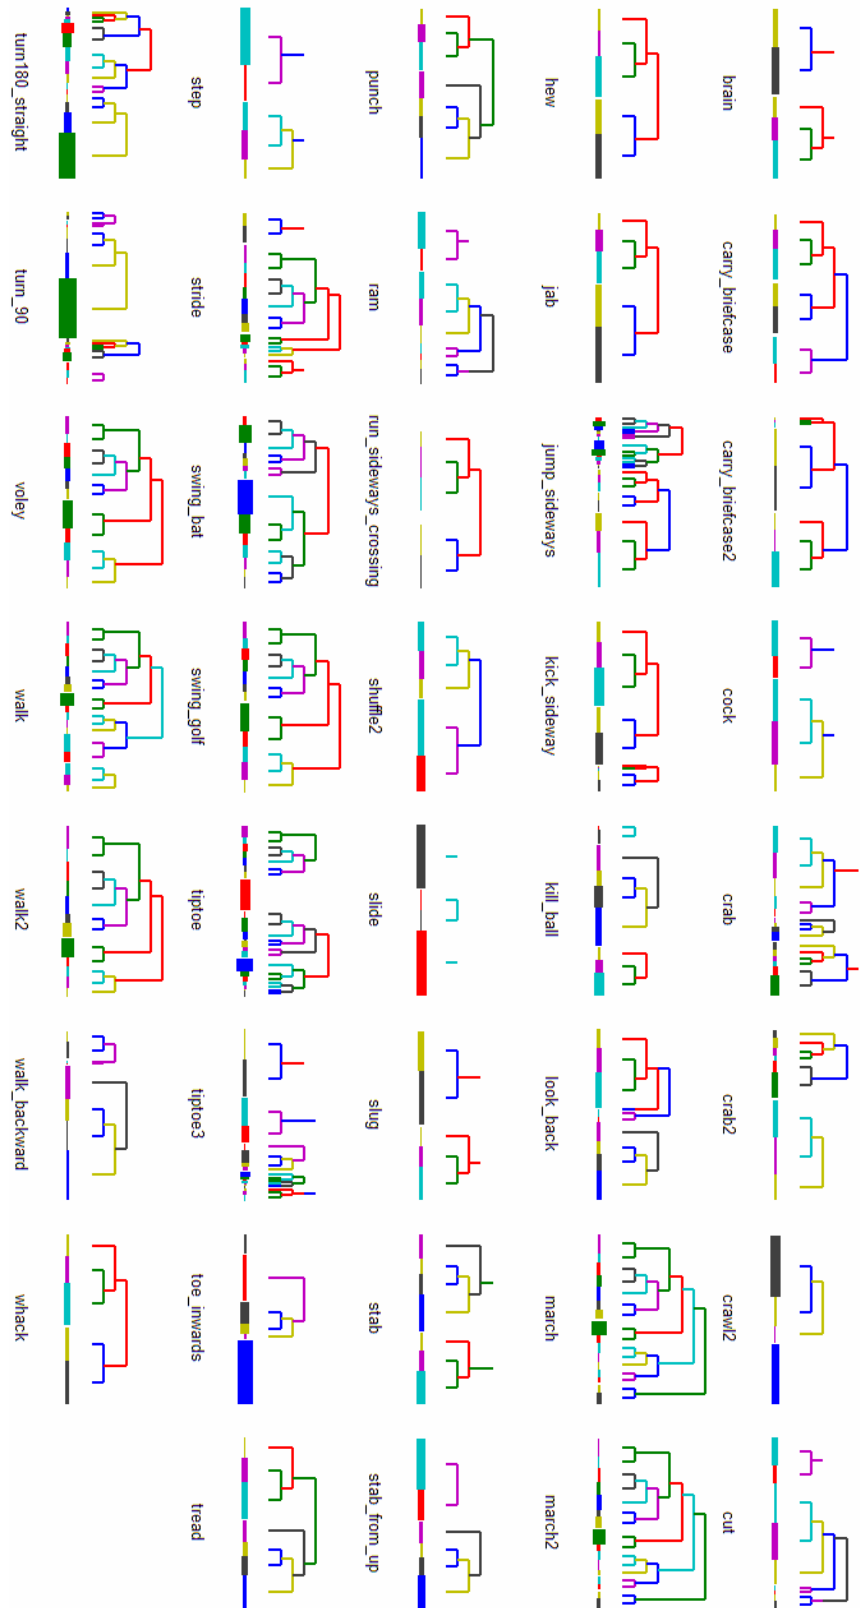 brain
carry_briefcase
carry_briefcase2
cock
crab
crab2
crawl2
cut
hew
jab
jump_sideways
kick_sideway
kill_ball
look_back
march
march2
punch
ram
run_sideways_crossing
shuffle2
slide
slug
stab
stab_from_up
step
stride
swing_bat
swing_golf
tiptoe
tiptoe3
toe_inwards
tread
turn180_straight
turn_90
voley
walk
walk2
walk_backward
whack